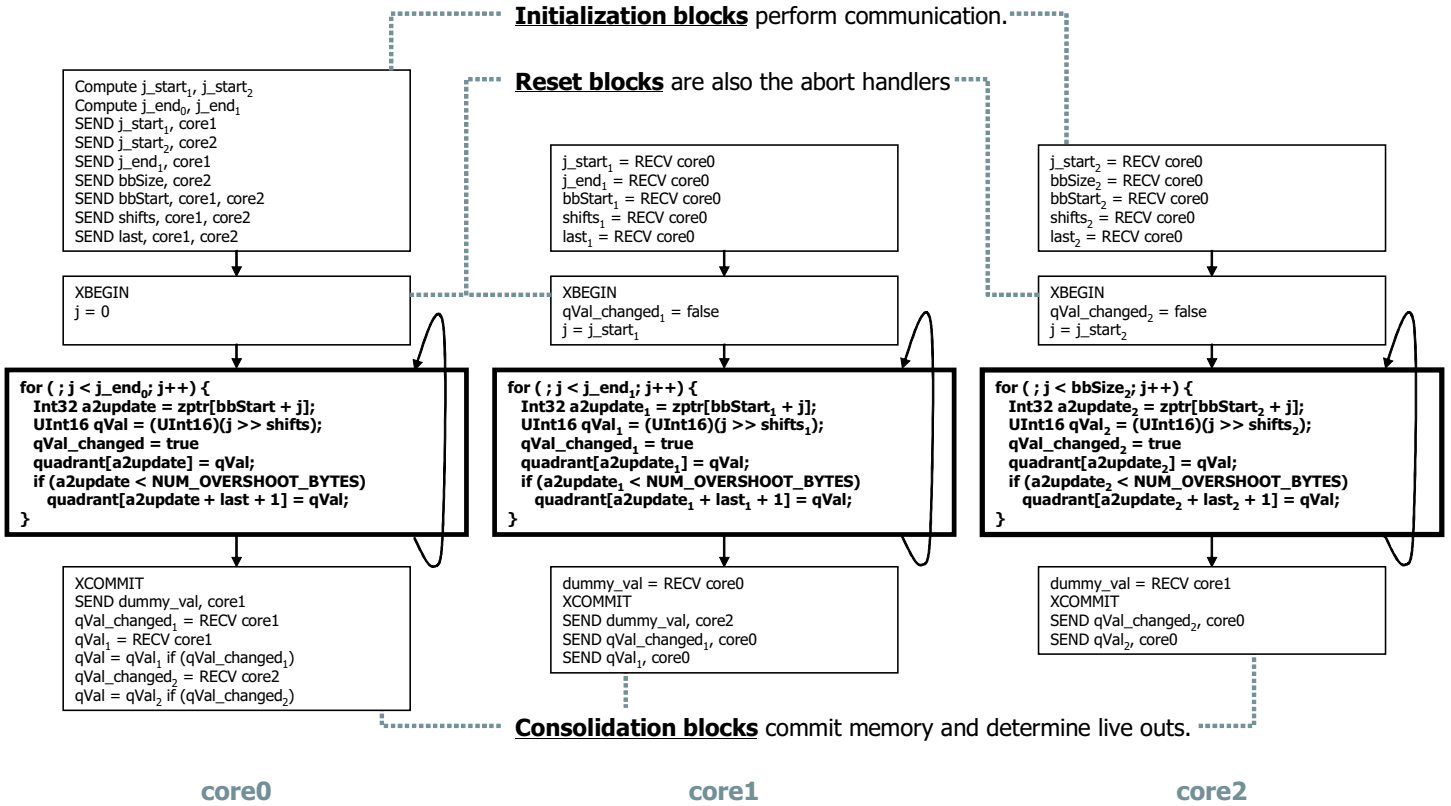 Initialization blocks perform communication.
Reset blocks are also the abort handlers
Compute j_start₁, j_start₂
Compute j_end₀, j_end₁
SEND j_start₁, core1
SEND j_start₂, core2
SEND j_end₁, core1
SEND bbSize, core2
SEND bbStart, core1, core2
SEND shifts, core1, core2
SEND last, core1, core2
j_start₁ = RECV core0
j_end₁ = RECV core0
bbStart₁ = RECV core0
shifts₁ = RECV core0
last₁ = RECV core0
j_start₂ = RECV core0
bbSize₂ = RECV core0
bbStart₂ = RECV core0
shifts₂ = RECV core0
last₂ = RECV core0
XBEGIN
j = 0
XBEGIN
qVal_changed₁ = false
j = j_start₁
XBEGIN
qVal_changed₂ = false
j = j_start₂
for ( ; j < j_end₀; j++) {
Int32 a2update = zptr[bbStart + j];
UInt16 qVal = (UInt16)(j >> shifts);
qVal_changed = true
quadrant[a2update] = qVal;
if (a2update < NUM_OVERSHOOT_BYTES)
quadrant[a2update + last + 1] = qVal;
}
for ( ; j < j_end₁; j++) {
Int32 a2update₁ = zptr[bbStart₁ + j];
UInt16 qVal₁ = (UInt16)(j >> shifts₁);
qVal_changed₁ = true
quadrant[a2update₁] = qVal;
if (a2update₁ < NUM_OVERSHOOT_BYTES)
quadrant[a2update₁ + last₁ + 1] = qVal;
}
for ( ; j < bbSize₂; j++) {
Int32 a2update₂ = zptr[bbStart₂ + j];
UInt16 qVal₂ = (UInt16)(j >> shifts₂);
qVal_changed₂ = true
quadrant[a2update₂] = qVal;
if (a2update₂ < NUM_OVERSHOOT_BYTES)
quadrant[a2update₂ + last₂ + 1] = qVal;
}
XCOMMIT
SEND dummy_val, core1
qVal_changed₁ = RECV core1
qVal₁ = RECV core1
qVal = qVal₁ if (qVal_changed₁)
qVal_changed₂ = RECV core2
qVal = qVal₂ if (qVal_changed₂)
dummy_val = RECV core0
XCOMMIT
SEND dummy_val, core2
SEND qVal_changed₁, core0
SEND qVal₁, core0
dummy_val = RECV core1
XCOMMIT
SEND qVal_changed₂, core0
SEND qVal₂, core0
Consolidation blocks commit memory and determine live outs.
core0
core1
core2